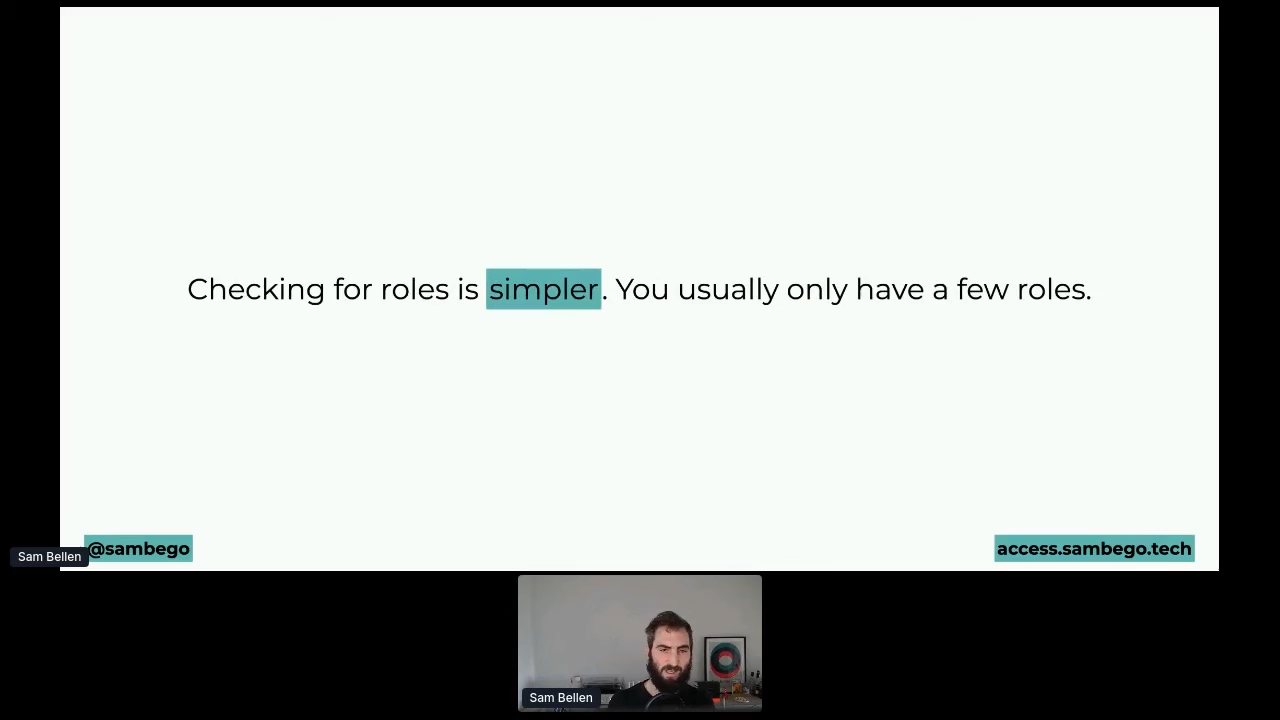 Checking for roles is simpler. You usually only have a few roles.
@sambego
access.sambego.tech
Sam Bellen
Sam Bellen